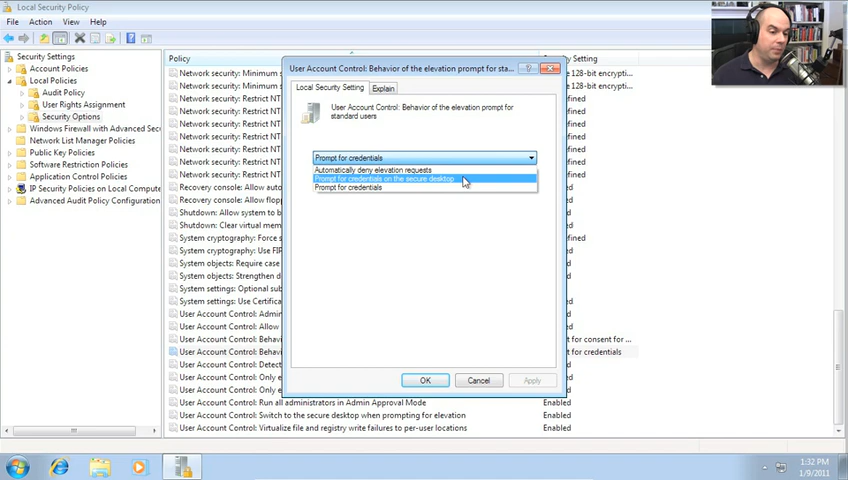 Local Security Policy
File Action View Help
Security Settings
Account Policies
Local Policies
Audit Policy
User Rights Assignment
Security Options
Windows Firewall with Advanced Secu
Network List Manager Policies
Public Key Policies
Software Restriction Policies
Application Control Policies
IP Security Policies on Local Compute
Advanced Audit Policy Configuration
Policy
Security Setting
Network security: Minimum s
e 128-bit encrypti...
Network security: Minimum s
e 128-bit encrypti...
Network security: Restrict NT
Network security: Restrict NT
Network security: Restrict NT
Network security: Restrict NT
Network security: Restrict NT
Network security: Restrict NT
Network security: Restrict NT
Recovery console: Allow auto
Recovery console: Allow
Shutdown: Allow system to b
Shutdown: Clear virtual mem
System cryptography: Force s
System cryptography: Use FIP
System objects: Require case
System objects: Strengthen d
System settings: Optional sub
System settings: Use Certifica
User Account Control: Admin
User Account Control: Allow
User Account Control: Behavi
t for consent for ...
User Account Control: Behavi
t for credentials
User Account Control: Detect
User Account Control: Only e
User Account Control: Only e
User Account Control: Run all administrators in Admin Approval Mode Enabled
User Account Control: Switch to the secure desktop when prompting for elevation Enabled
User Account Control: Virtualize file and registry write failures to per-user locations Enabled
User Account Control: Behavior of the elevation prompt for sta...
Local Security Setting Explain
User Account Control: Behavior of the elevation prompt for
standard users
Prompt for credentials
Automatically deny elevation requests
Prompt for credentials on the secure desktop
Prompt for credentials
OK Cancel Apply
1:32 PM
1/9/2011